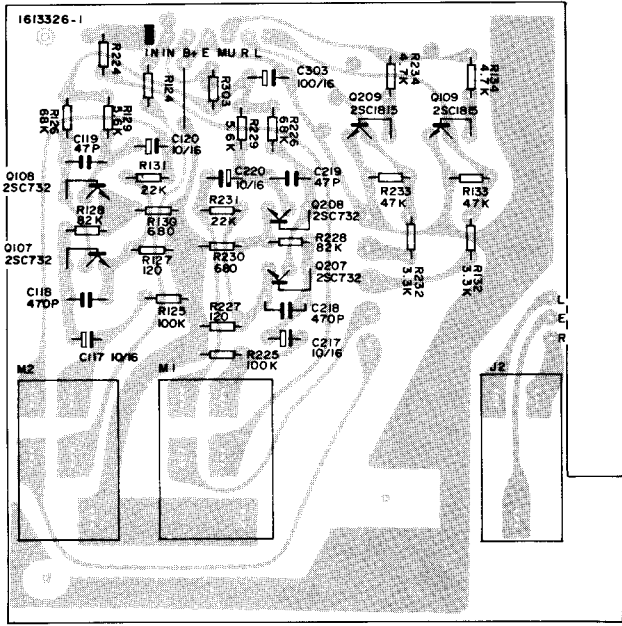 1613326-1
IN IN B+ E MU R L
R224
R124
R303
C303
100/16
R234
4.7K
R134
4.7K
Q209
2SC1815
Q109
2SC1815
R126
68K
R129
5.6K
C119
47P
C120
10/16
R229
5.6K
R226
68K
Q108
2SC732
R131
22K
C220
10/16
C219
47P
R233
47K
R133
47K
R128
82K
R130
680
R231
22K
Q208
2SC732
Q107
2SC732
R127
120
R230
680
R228
82K
R232
3.3K
R132
3.3K
Q207
2SC732
C118
470P
R125
100K
R227
120
C218
470P
C117 10/16
R225
100K
C217
10/16
L
E
R
M2
M1
J2